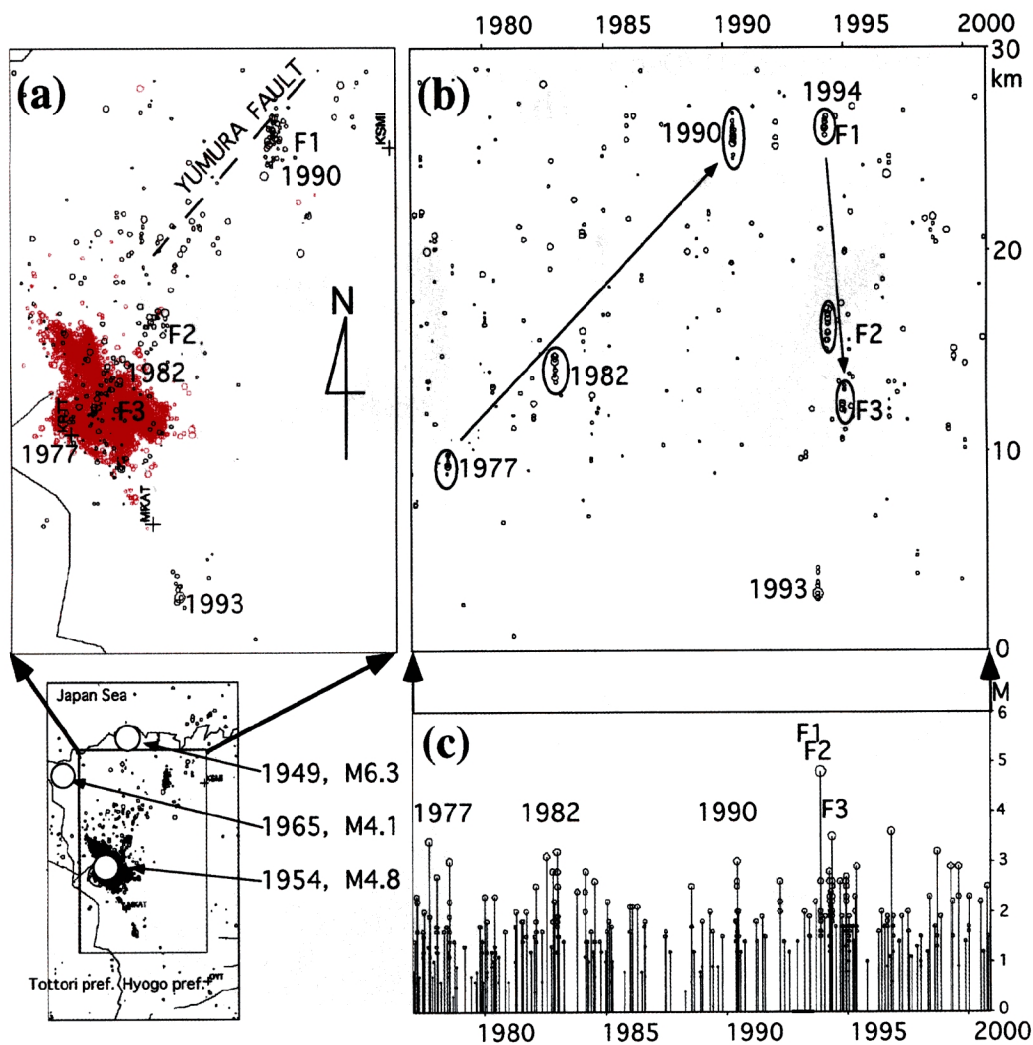 1980 1985 1990 1995 2000
(a)
YUMURA FAULT
F1
1990
KSMI
N
F2
1982
F3
KRTT
1977
MKAT
1993
(b)
30
km
1994
1990
F1
20
F2
1982
F3
10
1977
1993
0
Japan Sea
1949, M6.3
KSMI
1965, M4.1
1954, M4.8
MKAT
Tottori pref. Hyogo pref.
(c)
M
6
F1
F2
5
4
1977 1982 1990 F3
3
2
1
0
1980 1985 1990 1995 2000